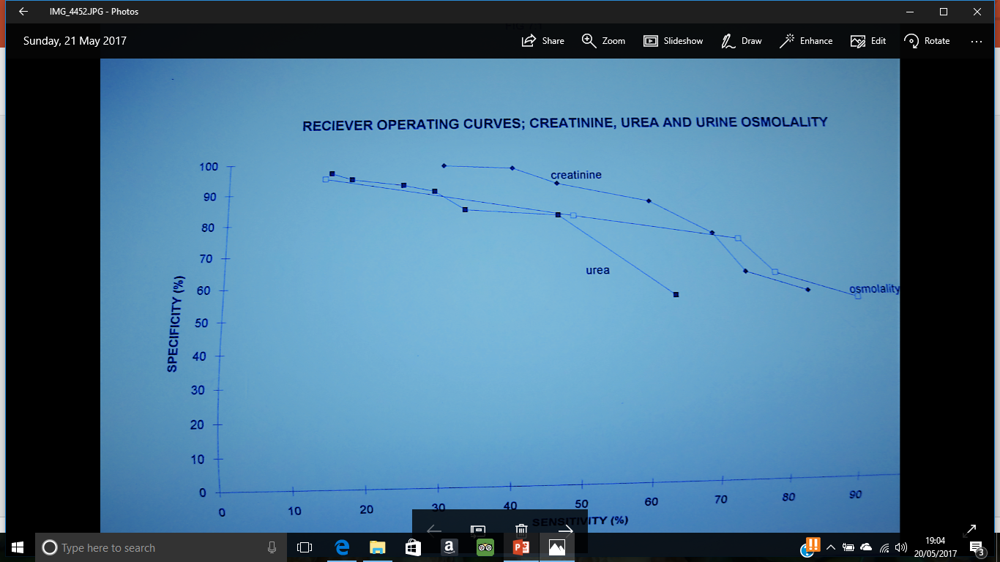 IMG_4452.JPG - Photos
Sunday, 21 May 2017
Share
Zoom
Slideshow
Draw
Enhance
Edit
Rotate
RECIEVER OPERATING CURVES; CREATININE, UREA AND URINE OSMOLALITY
SPECIFICITY (%)
100
90
80
70
60
50
40
30
20
10
0
creatinine
urea
osmolality
0 10 20 30 40 50 60 70 80 90
SENSITIVITY (%)
Type here to search
19:04
20/05/2017
3